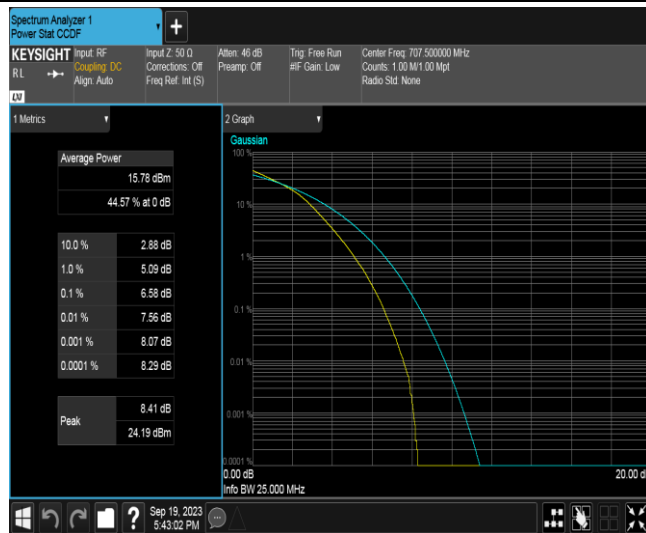 Spectrum Analyzer 1
Power Stat CCDF
+
KEYSIGHT Input: RF Input Z: 50 Ω Atten: 46 dB Trig: Free Run Center Freq: 707.500000 MHz
RL Coupling: DC Corrections: Off Preamp: Off #IF Gain: Low Counts: 1.00 M/1.00 Mpt
Align: Auto Freq Ref: Int (S) Radio Std: None
LXI
1 Metrics
Average Power
15.78 dBm
44.57 % at 0 dB
10.0 % 2.88 dB
1.0 % 5.09 dB
0.1 % 6.58 dB
0.01 % 7.56 dB
0.001 % 8.07 dB
0.0001 % 8.29 dB
Peak 8.41 dB
24.19 dBm
2 Graph
Gaussian
100 %
10 %
1 %
0.1 %
0.01 %
0.001 %
0.0001 %
0.00 dB 20.00 d
Info BW 25.000 MHz
? Sep 19, 2023
5:43:02 PM